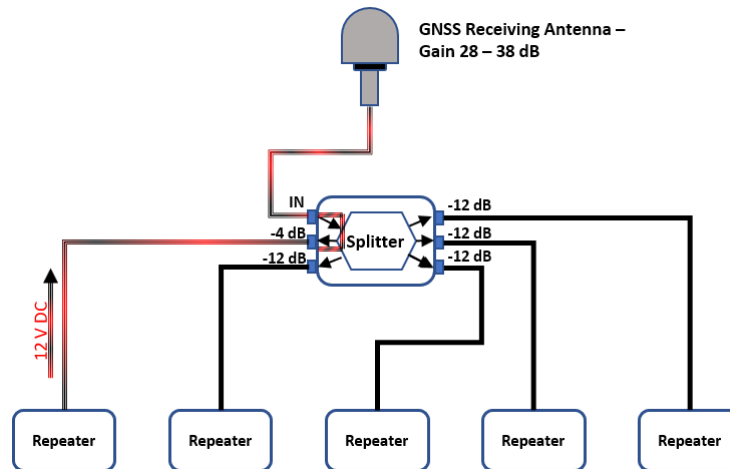 GNSS Receiving Antenna –
Gain 28 – 38 dB
IN
-12 dB
-4 dB
Splitter
-12 dB
-12 dB
-12 dB
12 V DC
Repeater
Repeater
Repeater
Repeater
Repeater